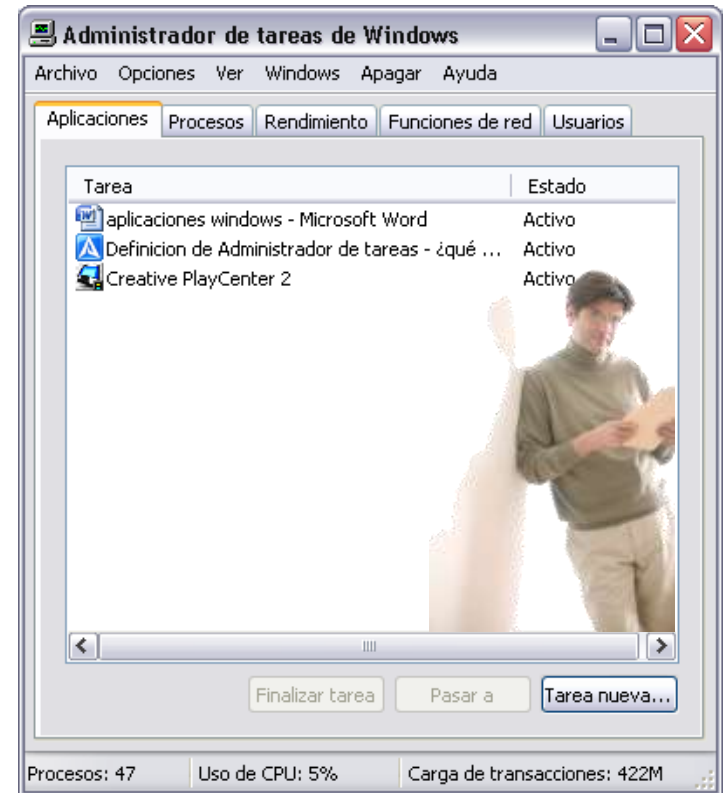 Administrador de tareas de Windows
Archivo Opciones Ver Windows Apagar Ayuda
Aplicaciones Procesos Rendimiento Funciones de red Usuarios
Tarea Estado
aplicaciones windows - Microsoft Word Activo
Definicion de Administrador de tareas - ¿qué ... Activo
Creative PlayCenter 2 Activo
Finalizar tarea Pasar a Tarea nueva...
Procesos: 47 Uso de CPU: 5% Carga de transacciones: 422M